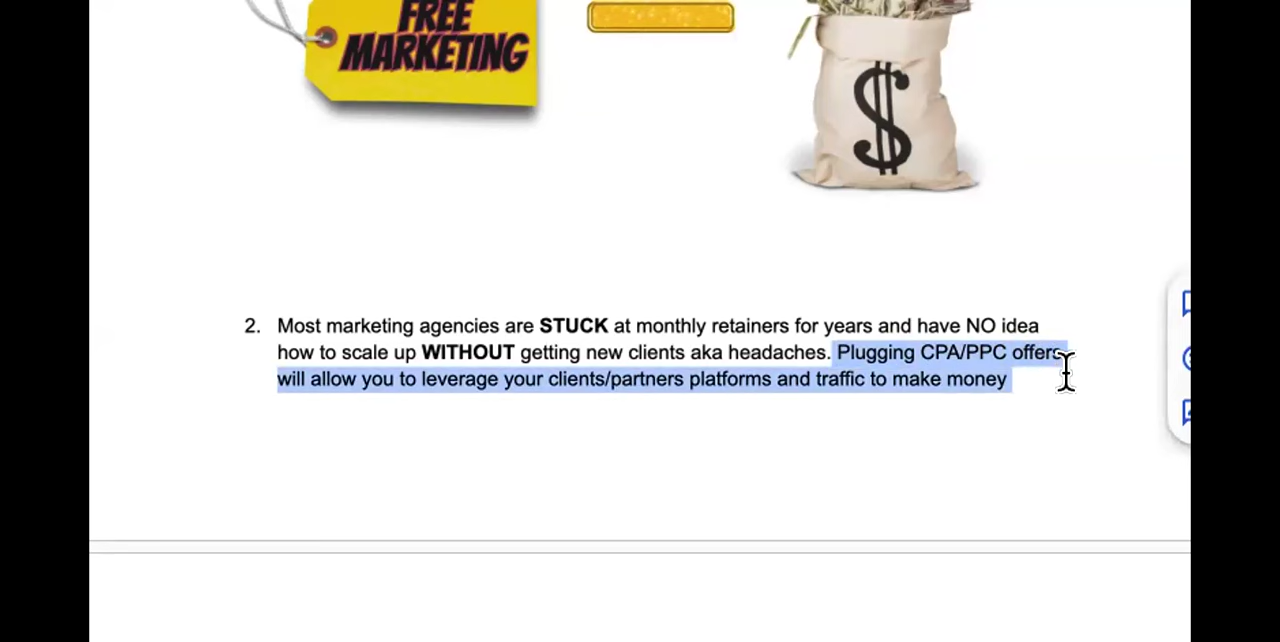 FREE
MARKETING
$
2. Most marketing agencies are STUCK at monthly retainers for years and have NO idea
how to scale up WITHOUT getting new clients aka headaches. Plugging CPA/PPC offers
will allow you to leverage your clients/partners platforms and traffic to make money